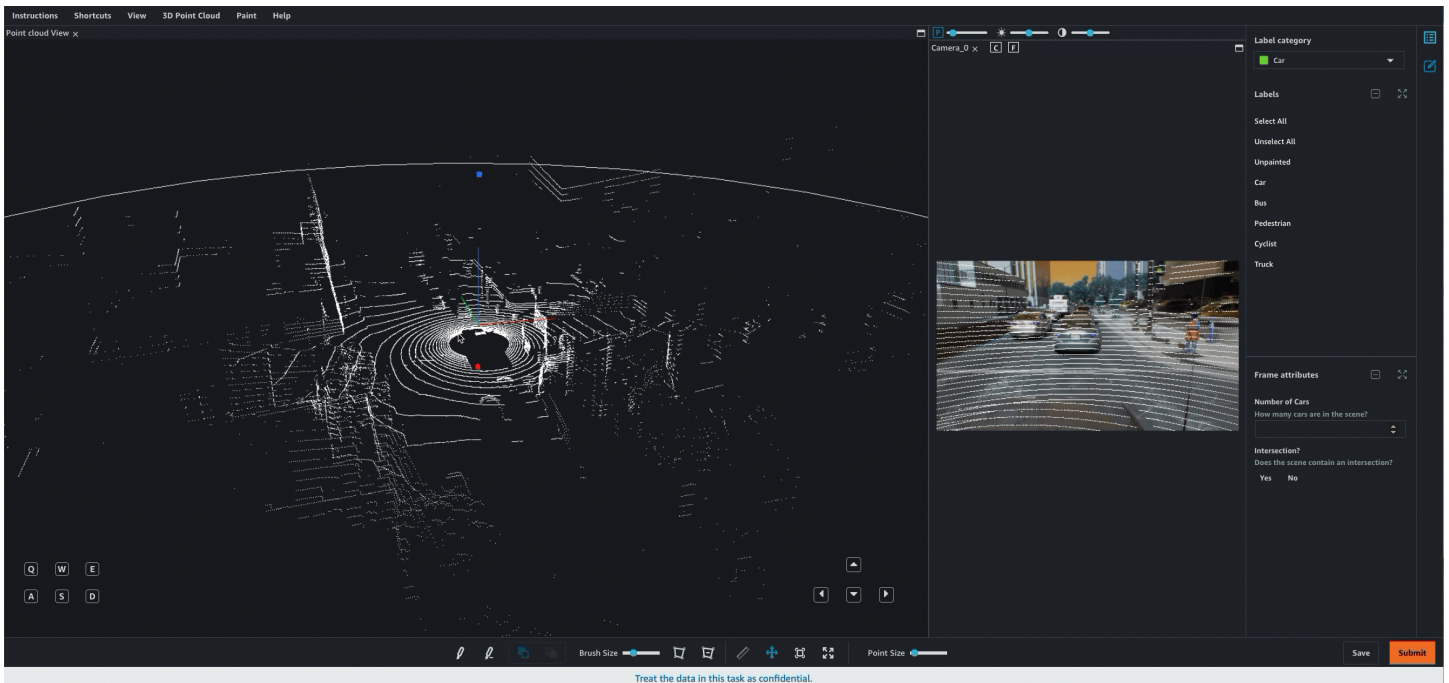 Instructions Shortcuts View 3D Point Cloud Paint Help
Point cloud View x
P
Camera_0 x C F
Label category
Car
Labels
Select All
Unselect All
Unpainted
Car
Bus
Pedestrian
Cyclist
Truck
Frame attributes
Number of Cars
How many cars are in the scene?
Intersection?
Does the scene contain an intersection?
Yes No
Q W E
A S D
Brush Size
Point Size
Save Submit
Treat the data in this task as confidential.